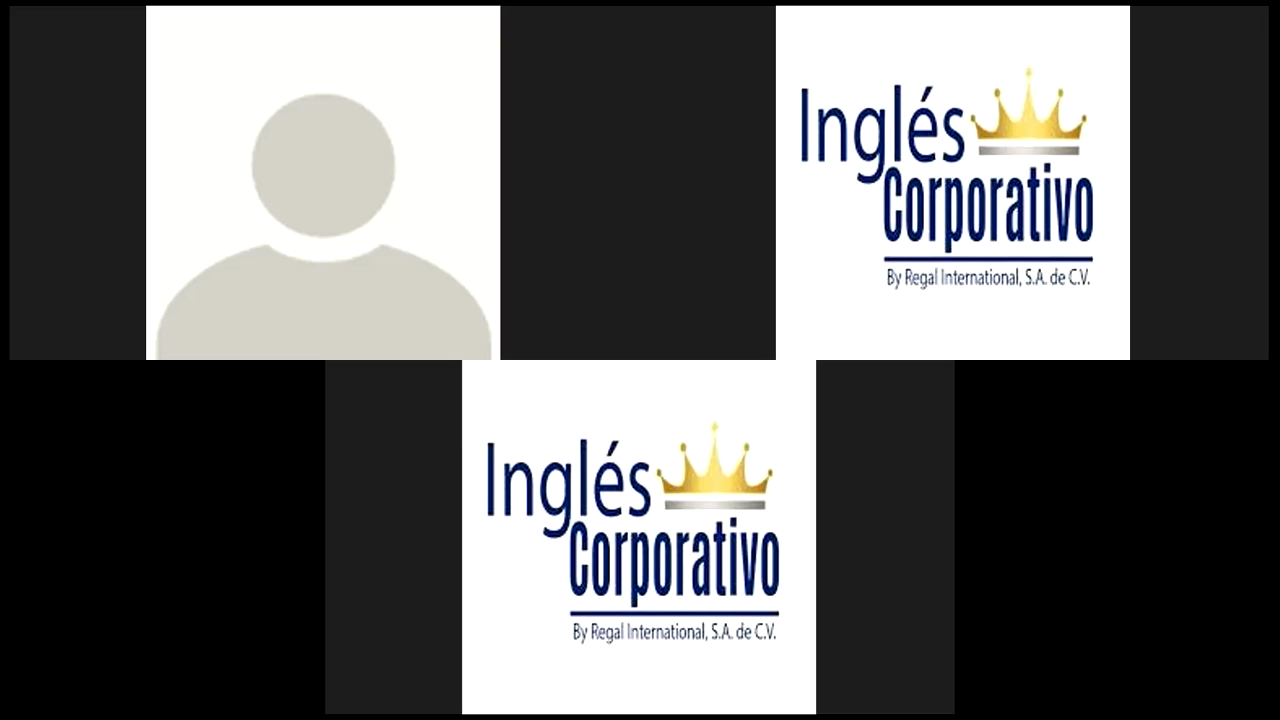 Inglés
Corporativo
By Regal International, S.A. de C.V.
Inglés
Corporativo
By Regal International, S.A. de C.V.